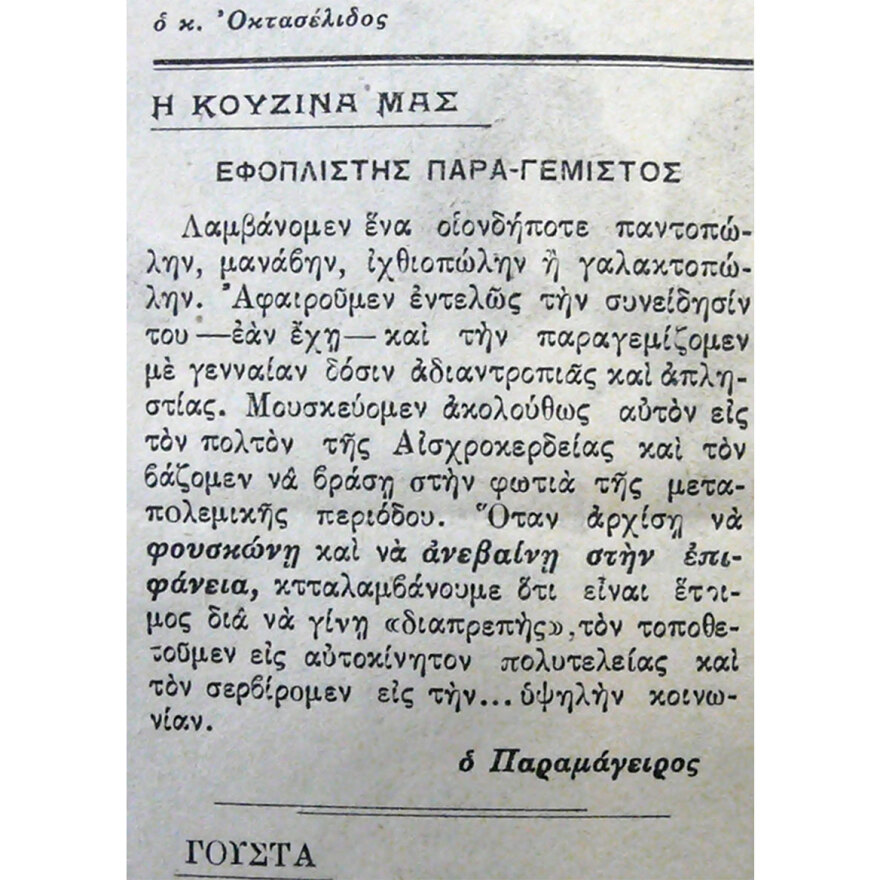 ὁ κ. Ὀκτασέλιδος
Η ΚΟΥΖΙΝΑ ΜΑΣ
ΕΦΟΠΛΙΣΤΗΣ ΠΑΡΑ-ΓΕΜΙΣΤΟΣ
Λαμβάνομεν ἕνα οἱονδήποτε παντοπώ-
λην, μανάβην, ἰχθιοπώλην ἢ γαλακτοπώ-
λην. Ἀφαιροῦμεν ἐντελῶς τὴν συνείδησίν
του —ἐὰν ἔχῃ— καὶ τὴν παραγεμίζομεν
μὲ γενναίαν δόσιν ἀδιαντροπιᾶς καὶ ἀπλη-
στίας. Μουσκεύομεν ἀκολούθως αὐτὸν εἰς
τὸν πολτὸν τῆς Αἰσχροκερδείας καὶ τὸν
βάζομεν νὰ βράσῃ στὴν φωτιὰ τῆς μετα-
πολεμικῆς περιόδου. Ὅταν ἀρχίσῃ νὰ
φουσκώνῃ καὶ νὰ ἀνεβαίνῃ στὴν ἐπι-
φάνεια, κτταλαμβάνουμε ὅτι εἶναι ἕτοι-
μος διὰ νὰ γίνῃ «διαπρεπὴς», τὸν τοποθε-
τοῦμεν εἰς αὐτοκίνητον πολυτελείας καὶ
τὸν σερβίρομεν εἰς τὴν... ὑψηλὴν κοινω-
νίαν.
ὁ Παραμάγειρος
ΓΟΥΣΤΑ